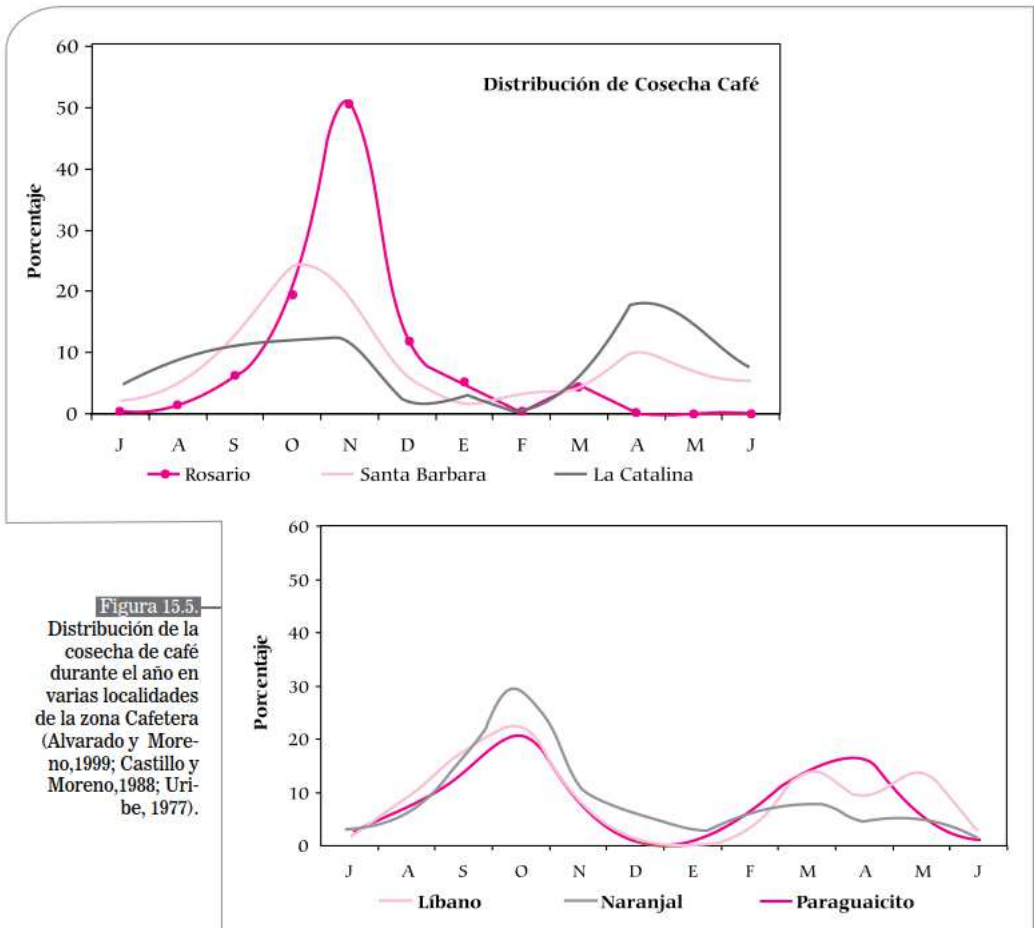 Distribución de Cosecha Café
Porcentaje
60
50
40
30
20
10
0
J A S O N D E F M A M J
Rosario Santa Barbara La Catalina
Figura 15.5.
Distribución de la
cosecha de café
durante el año en
varias localidades
de la zona Cafetera
(Alvarado y More-
no,1999; Castillo y
Moreno,1988; Uri-
be, 1977).
Porcentaje
60
50
40
30
20
10
0
J A S O N D E F M A M J
Líbano Naranjal Paraguaicito